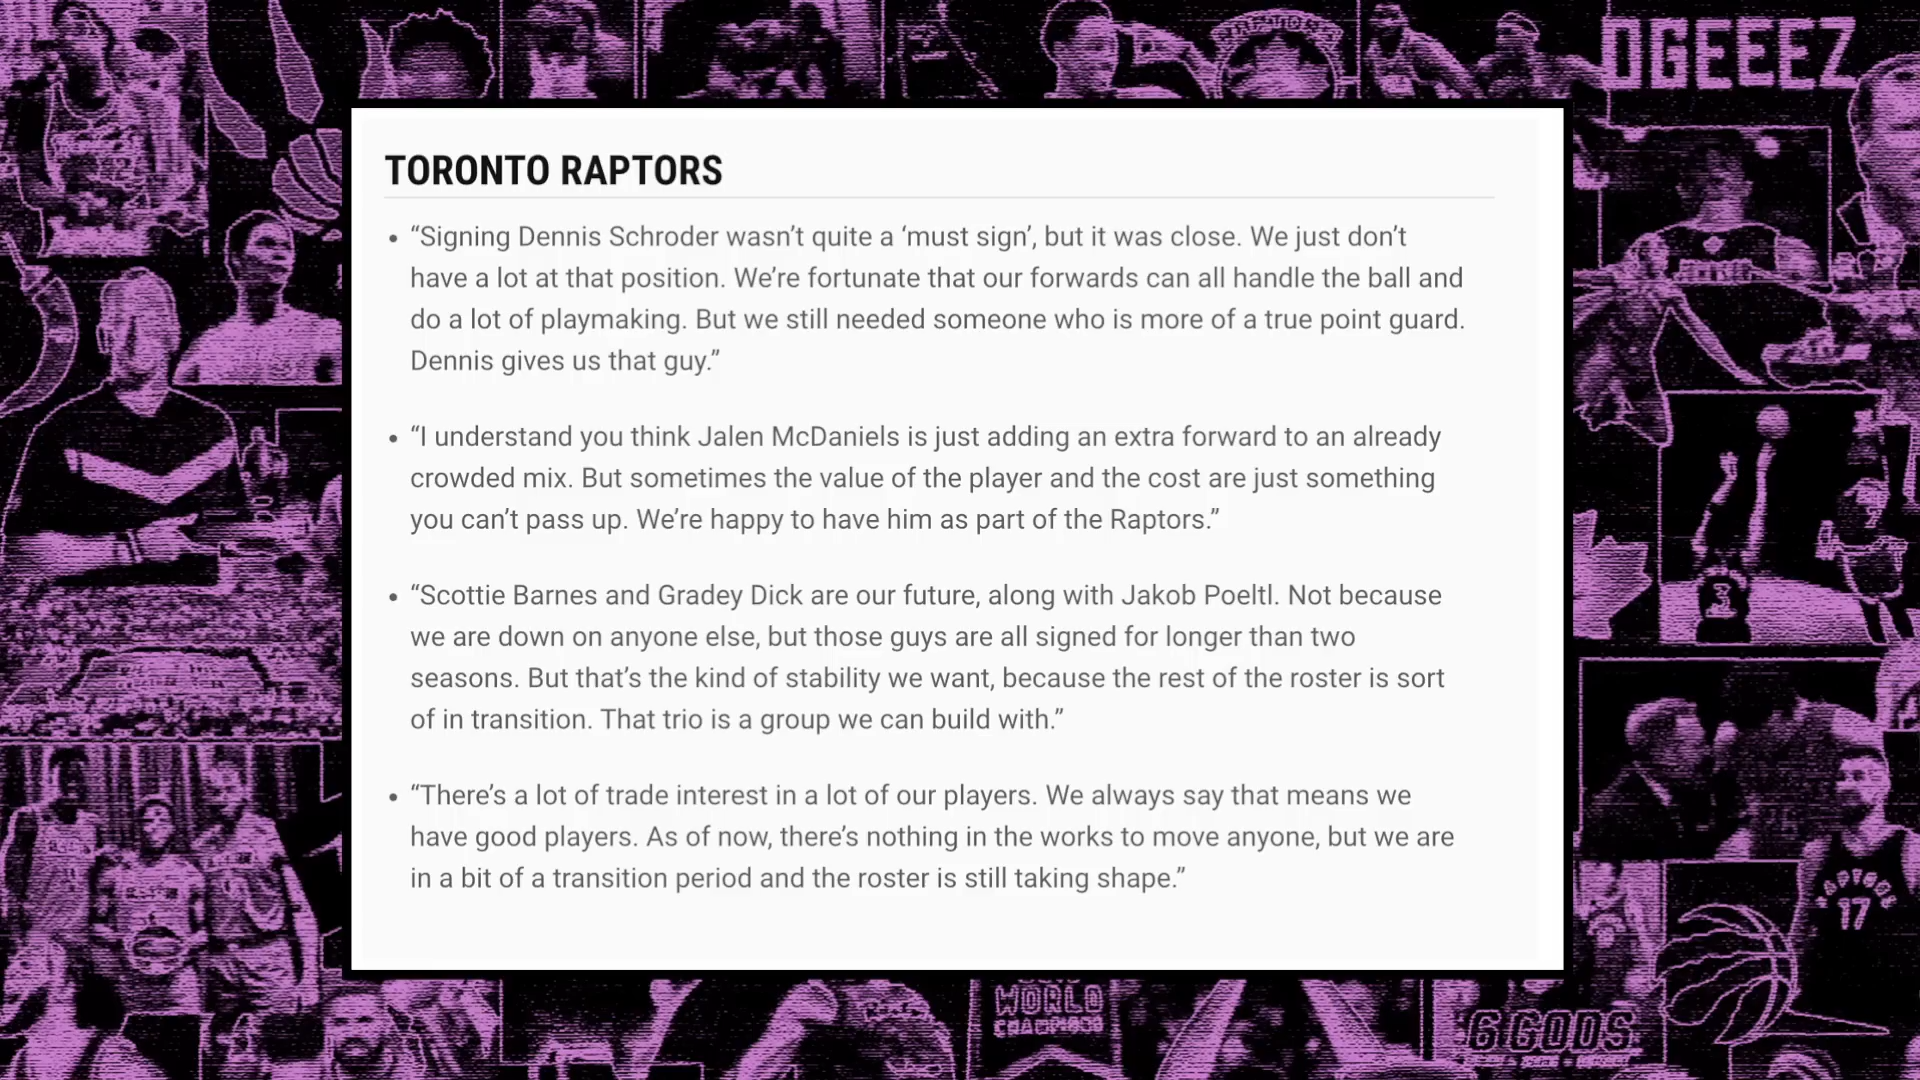 DGEEEZ
TORONTO RAPTORS
• “Signing Dennis Schroder wasn’t quite a ‘must sign’, but it was close. We just don’t
have a lot at that position. We’re fortunate that our forwards can all handle the ball and
do a lot of playmaking. But we still needed someone who is more of a true point guard.
Dennis gives us that guy.”
• “I understand you think Jalen McDaniels is just adding an extra forward to an already
crowded mix. But sometimes the value of the player and the cost are just something
you can’t pass up. We’re happy to have him as part of the Raptors.”
• “Scottie Barnes and Gradey Dick are our future, along with Jakob Poeltl. Not because
we are down on anyone else, but those guys are all signed for longer than two
seasons. But that’s the kind of stability we want, because the rest of the roster is sort
of in transition. That trio is a group we can build with.”
• “There’s a lot of trade interest in a lot of our players. We always say that means we
have good players. As of now, there’s nothing in the works to move anyone, but we are
in a bit of a transition period and the roster is still taking shape.”
17
WORLD
CHAMPIONS
6GODS